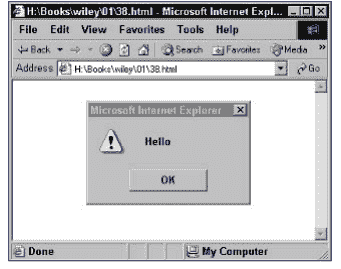 H:\Books\wiley\01\38.html - Microsoft Internet Expl...
File Edit View Favorites Tools Help
Back Search Favorites Media »
Address H:\Books\wiley\01\38.html Go
Microsoft Internet Explorer
Hello
OK
Done My Computer